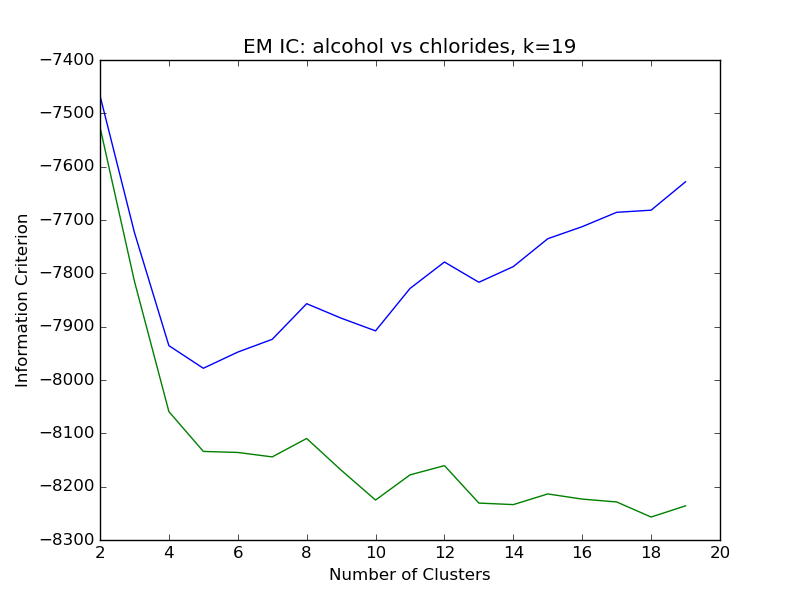 EM IC: alcohol vs chlorides, k=19
−7400
−7500
−7600
−7700
−7800
−7900
−8000
−8100
−8200
−8300
Information Criterion
2 4 6 8 10 12 14 16 18 20
Number of Clusters